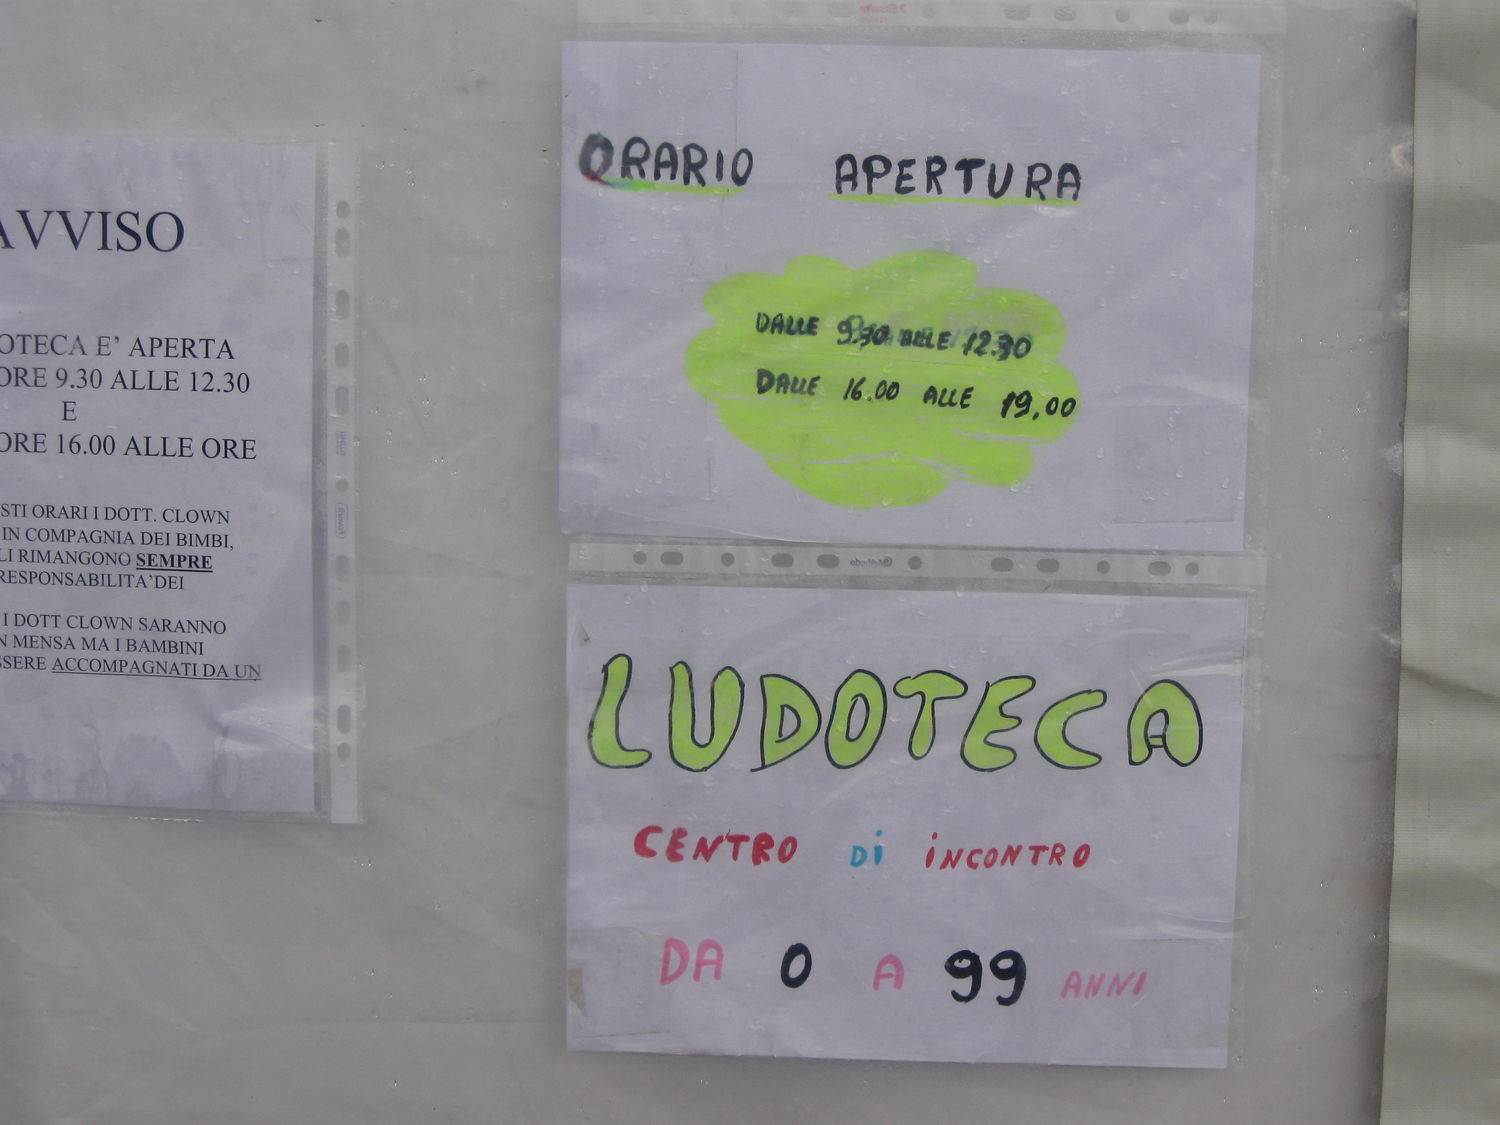 AVVISO
OTECA E' APERTA
ORE 9.30 ALLE 12.30
E
ORE 16.00 ALLE ORE
STI ORARI I DOTT. CLOWN
IN COMPAGNIA DEI BIMBI,
LI RIMANGONO SEMPRE
RESPONSABILITA'DEI
I DOTT CLOWN SARANNO
N MENSA MA I BAMBINI
SSERE ACCOMPAGNATI DA UN
ORARIO APERTURA
DALLE 9.30 ALLE 12.30
DALLE 16.00 ALLE 19,00
LUDOTECA
CENTRO Di iNCONTRO
DA 0 A 99 ANNI